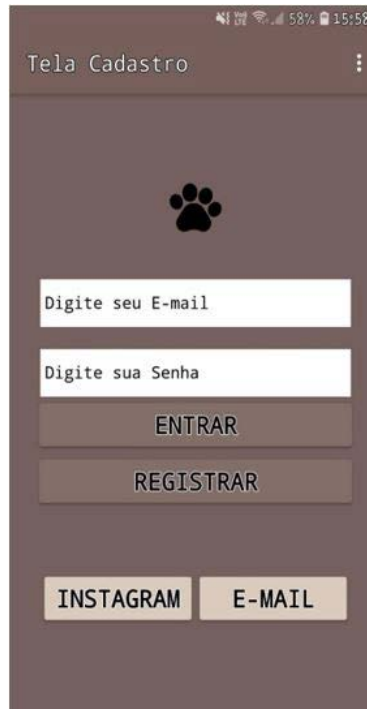 58% 15:58
Tela Cadastro
Digite seu E-mail
Digite sua Senha
ENTRAR
REGISTRAR
INSTAGRAM E-MAIL